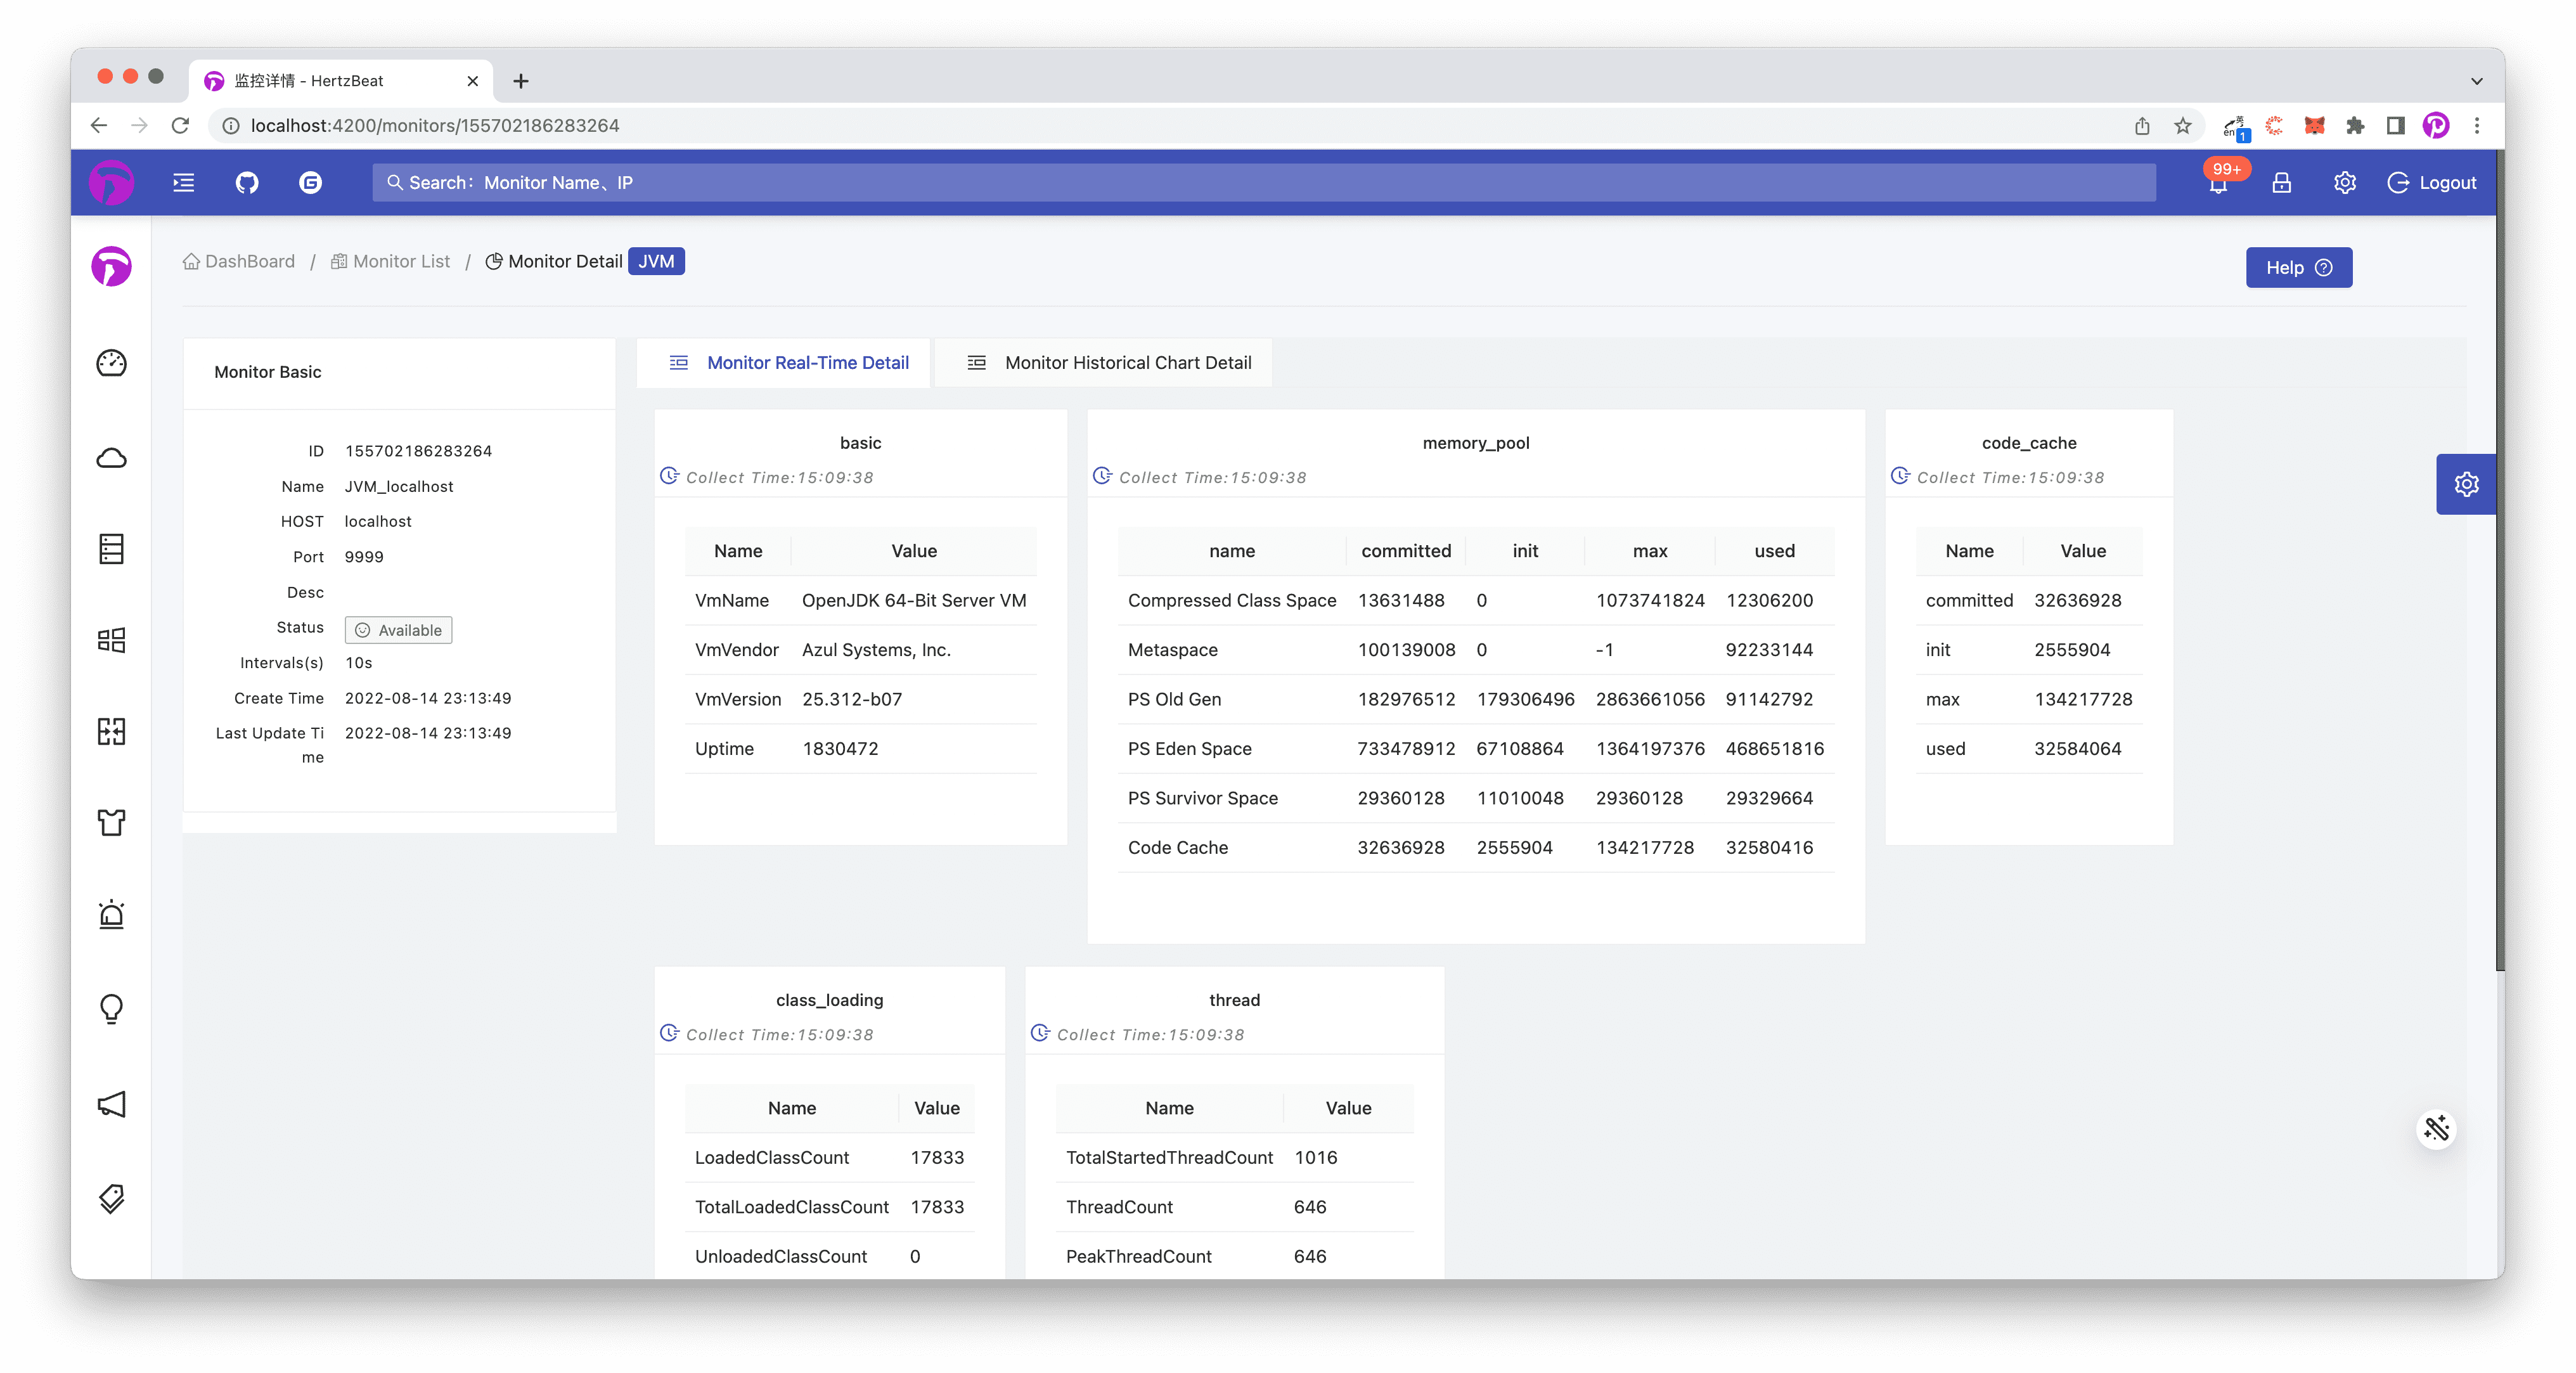 监控详情 - HertzBeat
localhost:4200/monitors/155702186283264
英
en
1
Search： Monitor Name、IP
99+
Logout
DashBoard / Monitor List / Monitor Detail JVM
Help
Monitor Basic
ID 155702186283264
Name JVM_localhost
HOST localhost
Port 9999
Desc
Status Available
Intervals(s) 10s
Create Time 2022-08-14 23:13:49
Last Update Ti 2022-08-14 23:13:49
me
Monitor Real-Time Detail
Monitor Historical Chart Detail
basic
Collect Time:15:09:38
Name Value
VmName OpenJDK 64-Bit Server VM
VmVendor Azul Systems, Inc.
VmVersion 25.312-b07
Uptime 1830472
memory_pool
Collect Time:15:09:38
name committed init max used
Compressed Class Space 13631488 0 1073741824 12306200
Metaspace 100139008 0 -1 92233144
PS Old Gen 182976512 179306496 2863661056 91142792
PS Eden Space 733478912 67108864 1364197376 468651816
PS Survivor Space 29360128 11010048 29360128 29329664
Code Cache 32636928 2555904 134217728 32580416
code_cache
Collect Time:15:09:38
Name Value
committed 32636928
init 2555904
max 134217728
used 32584064
class_loading
Collect Time:15:09:38
Name Value
LoadedClassCount 17833
TotalLoadedClassCount 17833
UnloadedClassCount 0
thread
Collect Time:15:09:38
Name Value
TotalStartedThreadCount 1016
ThreadCount 646
PeakThreadCount 646